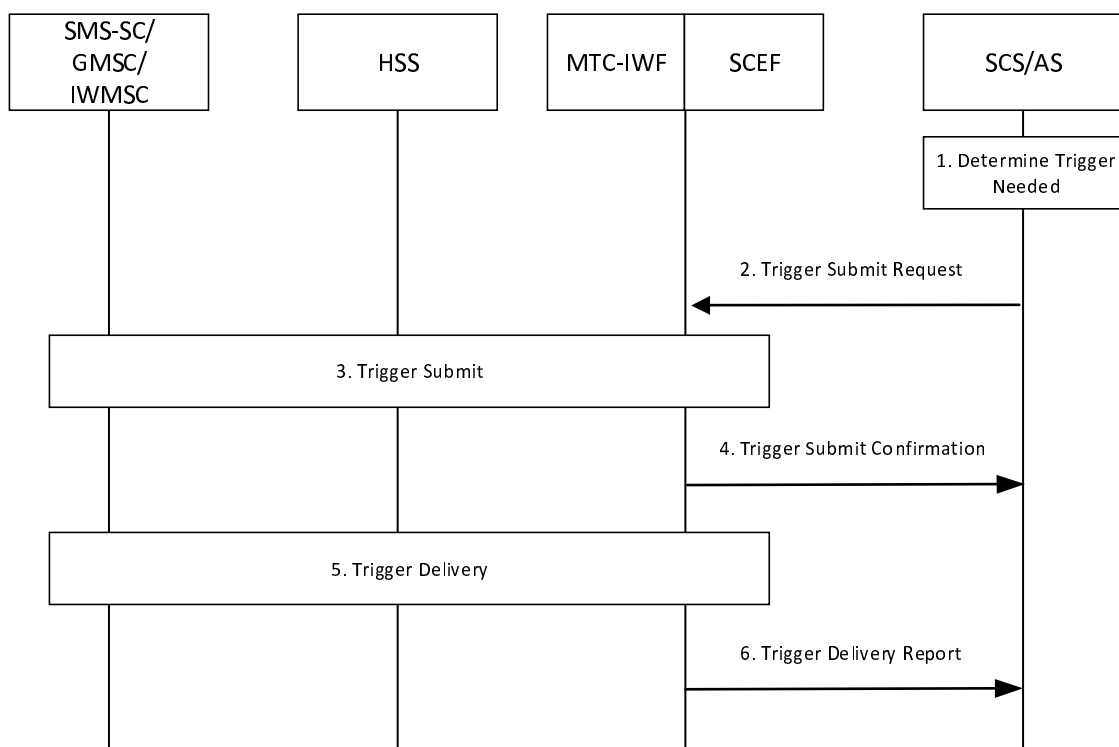 SMS-SC/
GMSC/
IWMSC
HSS
MTC-IWF
SCEF
SCS/AS
1. Determine Trigger
Needed
2. Trigger Submit Request
3. Trigger Submit
4. Trigger Submit Confirmation
5. Trigger Delivery
6. Trigger Delivery Report